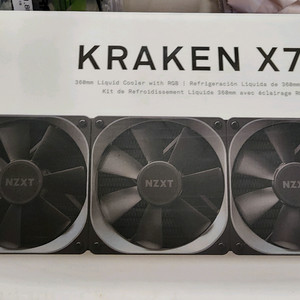 KRAKEN X7
360mm Liquid Cooler with RGB | Refrigeración Líquida de 360mm
Kit de Refroidissement Liquide 360mm avec éclairage R
NZXT NZXT NZXT